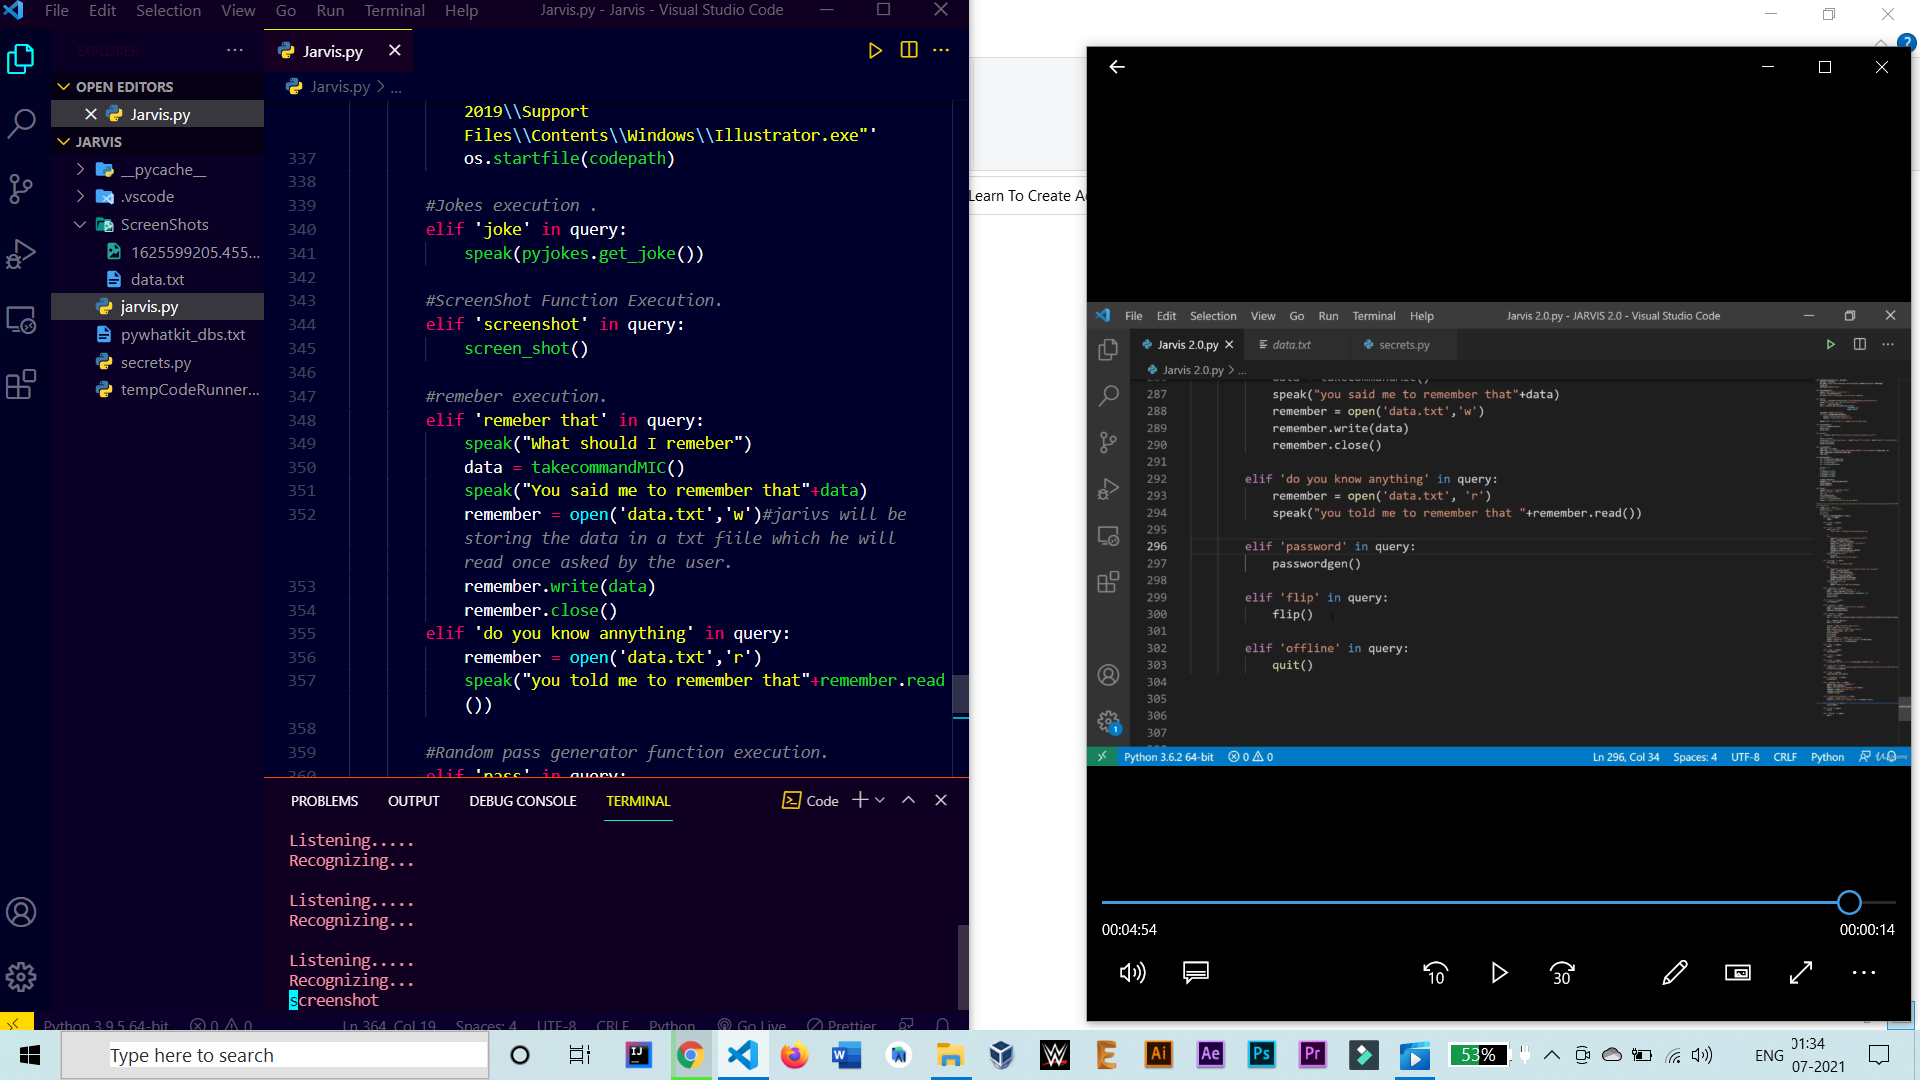 File Edit Selection View Go Run Terminal Help
Jarvis.py - Jarvis - Visual Studio Code
EXPLORER
OPEN EDITORS
Jarvis.py
JARVIS
__pycache__
.vscode
ScreenShots
1625599205.455...
data.txt
jarvis.py
pywhatkit_dbs.txt
secrets.py
tempCodeRunner...
Jarvis.py
Jarvis.py > ...
2019\\Support
Files\\Contents\\Windows\\Illustrator.exe"'
337 os.startfile(codepath)
338
339 #Jokes execution .
340 elif 'joke' in query:
341 speak(pyjokes.get_joke())
342
343 #ScreenShot Function Execution.
344 elif 'screenshot' in query:
345 screen_shot()
346
347 #remeber execution.
348 elif 'remeber that' in query:
349 speak("What should I remeber")
350 data = takecommandMIC()
351 speak("You said me to remember that"+data)
352 remember = open('data.txt','w')#jarivs will be
storing the data in a txt fiile which he will
read once asked by the user.
353 remember.write(data)
354 remember.close()
355 elif 'do you know annything' in query:
356 remember = open('data.txt','r')
357 speak("you told me to remember that"+remember.read
())
358
359 #Random pass generator function execution.
360 elif 'pass' in query:
PROBLEMS OUTPUT DEBUG CONSOLE TERMINAL
Code
Listening.....
Recognizing...
Listening.....
Recognizing...
Listening.....
Recognizing...
screenshot
Python 3.9.5 64-bit 0 0 Ln 364, Col 19 Spaces: 4 UTF-8 CRLF Python Go Live Prettier
Learn To Create A
?
File Edit Selection View Go Run Terminal Help
Jarvis 2.0.py - JARVIS 2.0 - Visual Studio Code
Jarvis 2.0.py data.txt secrets.py
Jarvis 2.0.py > ...
287 speak("you said me to remember that"+data)
288 remember = open('data.txt','w')
289 remember.write(data)
290 remember.close()
291
292 elif 'do you know anything' in query:
293 remember = open('data.txt', 'r')
294 speak("you told me to remember that "+remember.read())
295
296 elif 'password' in query:
297 passwordgen()
298
299 elif 'flip' in query:
300 flip()
301
302 elif 'offline' in query:
303 quit()
304
305
306
307
1
Python 3.6.2 64-bit 0 0 Ln 296, Col 34 Spaces: 4 UTF-8 CRLF Python
00:04:54 00:00:14
10 30
Type here to search
IJ W Ai Ae Ps Pr
53%
ENG
01:34
07-2021